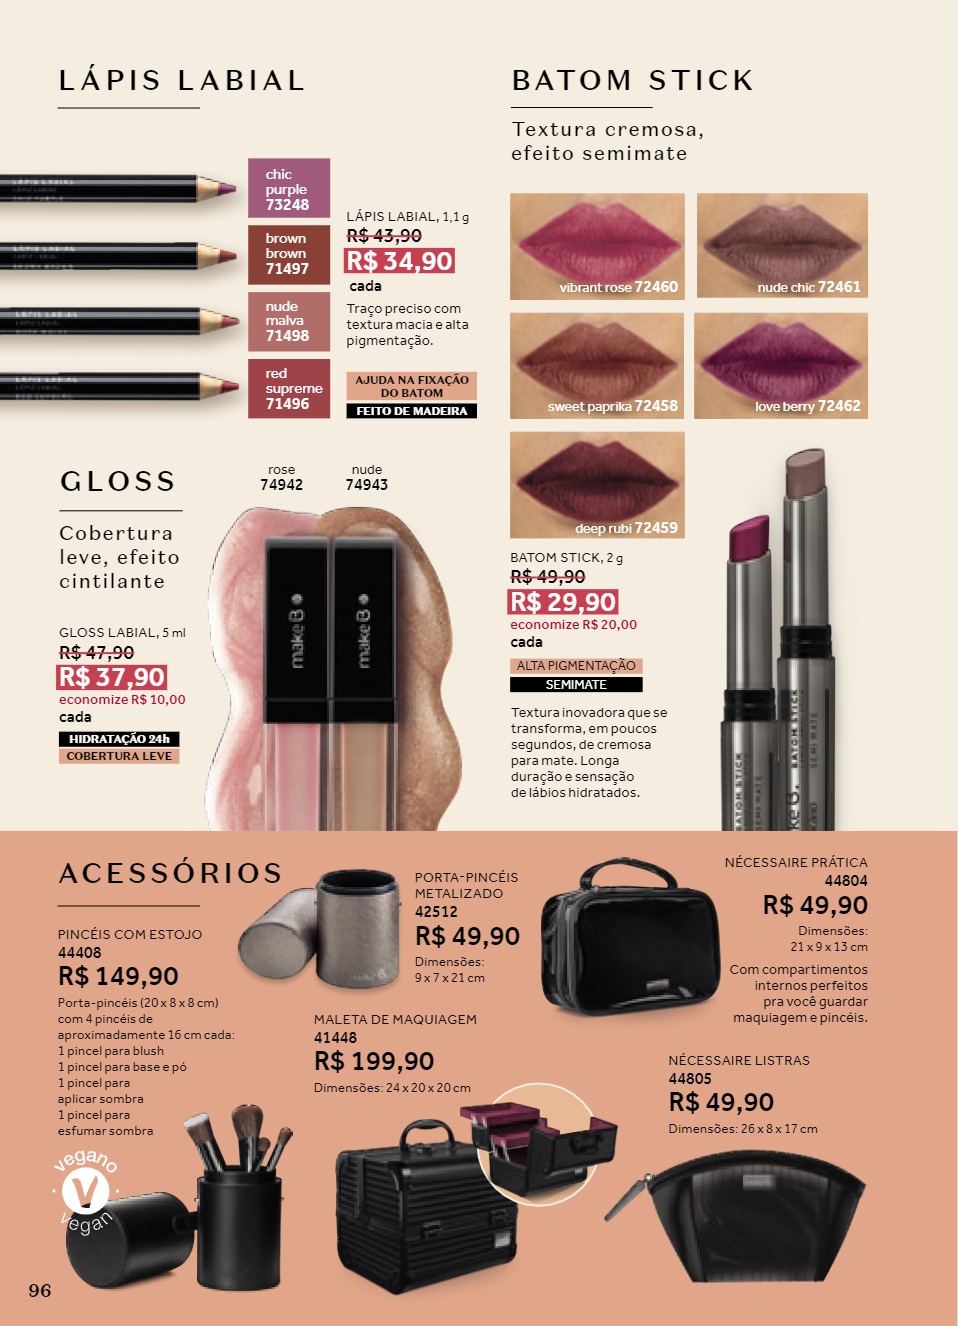 LÁPIS LABIAL
chic
purple
73248
brown
brown
71497
nude
malva
71498
red
supreme
71496
LÁPIS LABIAL, 1,1 g
R$ 43,90
R$ 34,90
cada
Traço preciso com
textura macia e alta
pigmentação.
AJUDA NA FIXAÇÃO
DO BATOM
FEITO DE MADEIRA
BATOM STICK
Textura cremosa,
efeito semimate
vibrant rose 72460
nude chic 72461
sweet paprika 72458
love berry 72462
deep rubi 72459
BATOM STICK, 2 g
R$ 49,90
R$ 29,90
economize R$ 20,00
cada
ALTA PIGMENTAÇÃO
SEMIMATE
Textura inovadora que se
transforma, em poucos
segundos, de cremosa
para mate. Longa
duração e sensação
de lábios hidratados.
BATOM STICK
SEMI MATE
BATOM STICK
SEMI MATE
make B.
GLOSS
Cobertura
leve, efeito
cintilante
rose
74942
nude
74943
make B.
make B.
GLOSS LABIAL, 5 ml
R$ 47,90
R$ 37,90
economize R$ 10,00
cada
HIDRATAÇÃO 24h
COBERTURA LEVE
ACESSÓRIOS
PINCÉIS COM ESTOJO
44408
R$ 149,90
Porta-pincéis (20 x 8 x 8 cm)
com 4 pincéis de
aproximadamente 16 cm cada:
1 pincel para blush
1 pincel para base e pó
1 pincel para
aplicar sombra
1 pincel para
esfumar sombra
vegano
V
vegan
PORTA-PINCÉIS
METALIZADO
42512
R$ 49,90
Dimensões:
9 x 7 x 21 cm
MALETA DE MAQUIAGEM
41448
R$ 199,90
Dimensões: 24 x 20 x 20 cm
NÉCESSAIRE PRÁTICA
44804
R$ 49,90
Dimensões:
21 x 9 x 13 cm
Com compartimentos
internos perfeitos
pra você guardar
maquiagem e pincéis.
NÉCESSAIRE LISTRAS
44805
R$ 49,90
Dimensões: 26 x 8 x 17 cm
96